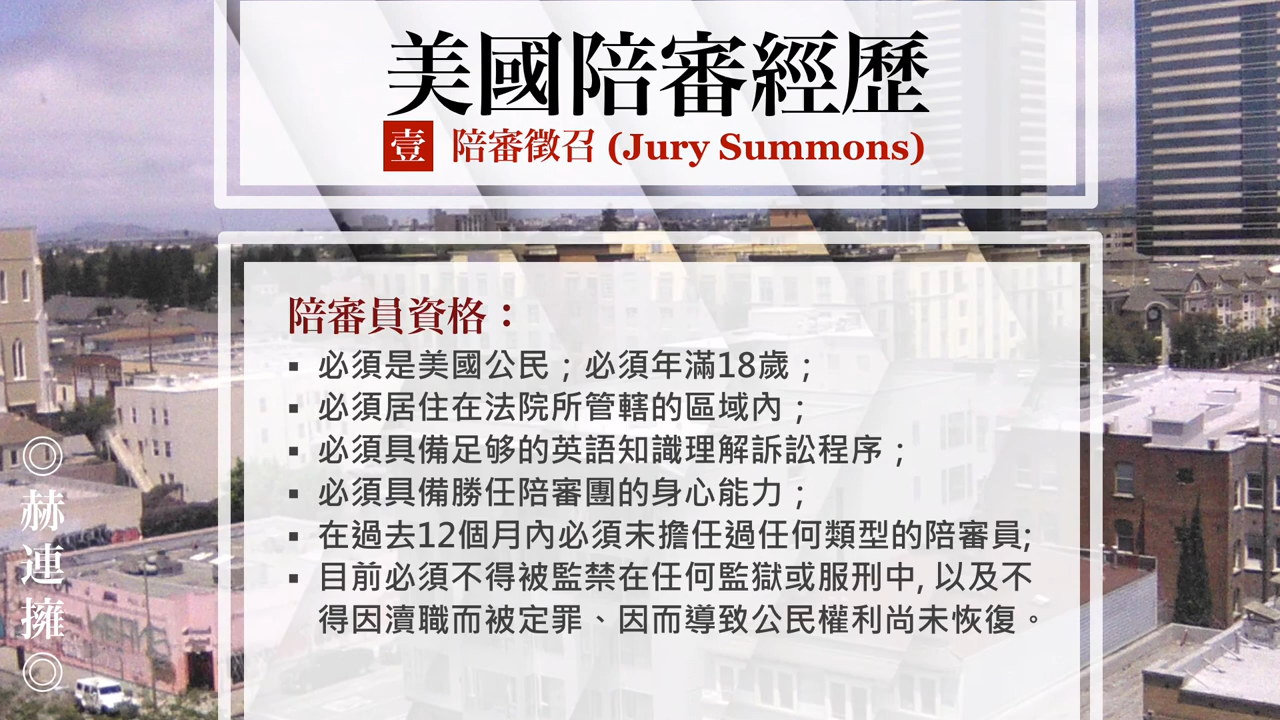 美國陪審經歷
壹 陪審徵召 (Jury Summons)
陪審員資格：
▪ 必須是美國公民；必須年滿18歲；
▪ 必須居住在法院所管轄的區域內；
▪ 必須具備足够的英語知識理解訴訟程序；
▪ 必須具備勝任陪審團的身心能力；
▪ 在過去12個月內必須未擔任過任何類型的陪審員;
▪ 目前必須不得被監禁在任何監獄或服刑中, 以及不
得因瀆職而被定罪、因而導致公民權利尚未恢復。
◎赫連擁◎